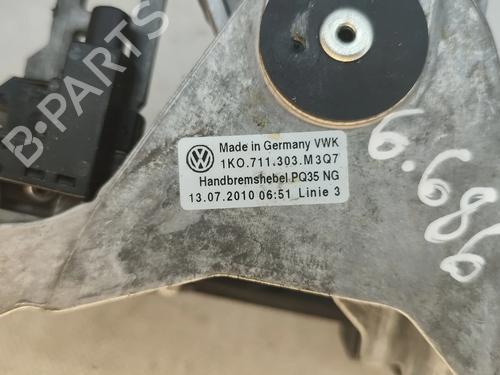 B-PARTS
Made in Germany VWK
1K0.711.303.M3Q7
Handbremshebel PQ35 NG
13.07.2010 06:51 Linie 3
6.686